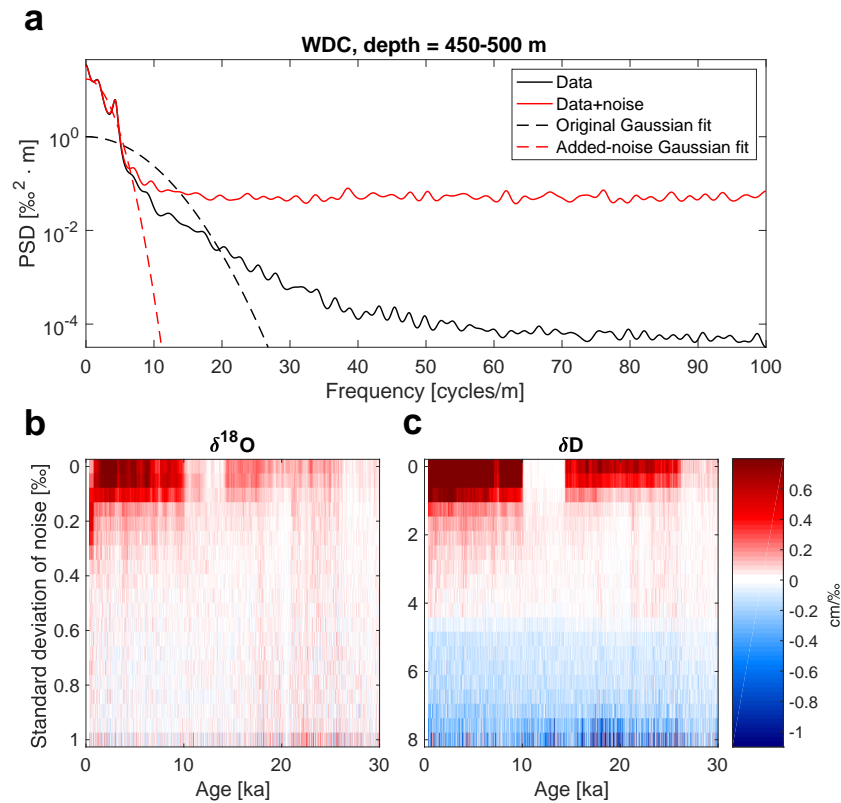 a
WDC, depth = 450-500 m
PSD [‰² · m]
10⁰
10⁻²
10⁻⁴
Data
Data+noise
Original Gaussian fit
Added-noise Gaussian fit
0 10 20 30 40 50 60 70 80 90 100
Frequency [cycles/m]
b
δ¹⁸O
Standard deviation of noise [‰]
0
0.2
0.4
0.6
0.8
1
0 10 20 30
Age [ka]
c
δD
0
2
4
6
8
0 10 20 30
Age [ka]
0.6
0.4
0.2
0
-0.2
-0.4
-0.6
-0.8
-1
cm/‰